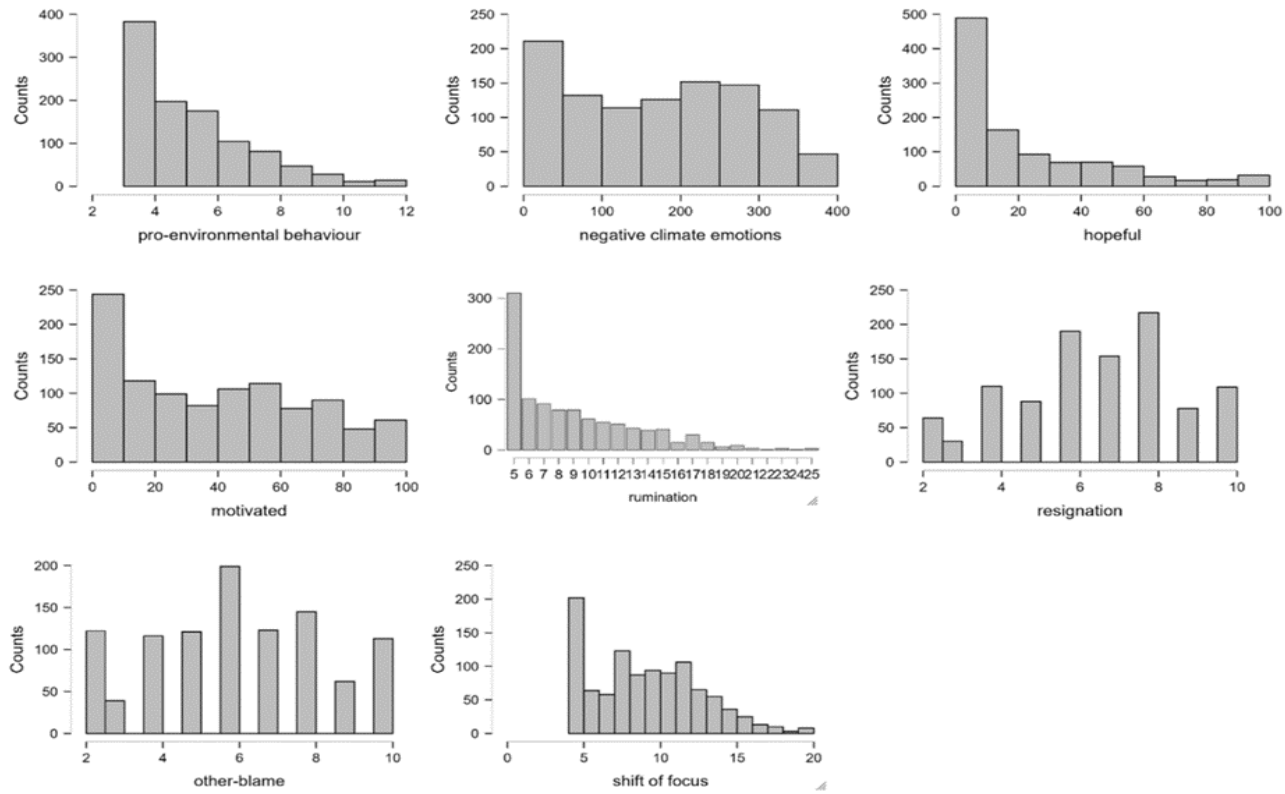 400
300
200
100
0
Counts
2 4 6 8 10 12
pro-environmental behaviour
250
200
150
100
50
0
Counts
0 100 200 300 400
negative climate emotions
500
400
300
200
100
0
Counts
0 20 40 60 80 100
hopeful
250
200
150
100
50
0
Counts
0 20 40 60 80 100
motivated
300
200
100
0
Counts
5 6 7 8 9 10 11 12 13 14 15 16 17 18 19 20 21 22 23 24 25
rumination
250
200
150
100
50
0
Counts
2 4 6 8 10
resignation
200
150
100
50
0
Counts
2 4 6 8 10
other-blame
250
200
150
100
50
0
Counts
0 5 10 15 20
shift of focus